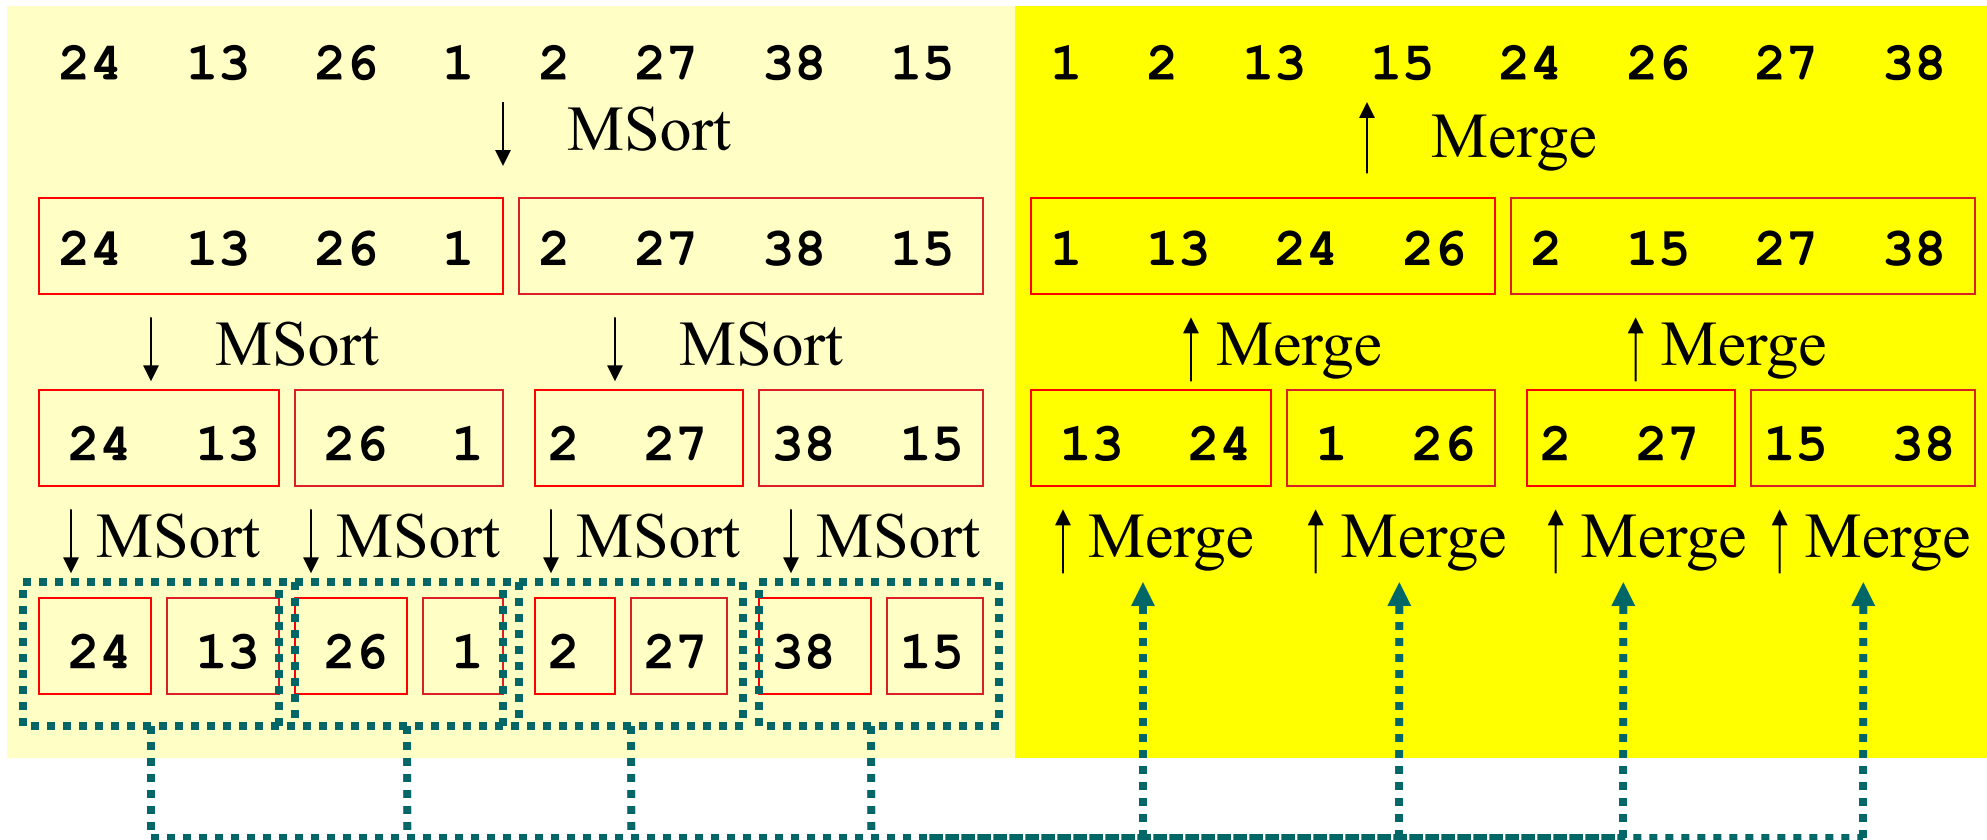 24 13 26 1 2 27 38 15
MSort
24 13 26 1 2 27 38 15
MSort MSort
24 13 26 1 2 27 38 15
MSort MSort MSort MSort
24 13 26 1 2 27 38 15
1 2 13 15 24 26 27 38
Merge
1 13 24 26 2 15 27 38
Merge Merge
13 24 1 26 2 27 15 38
Merge Merge Merge Merge